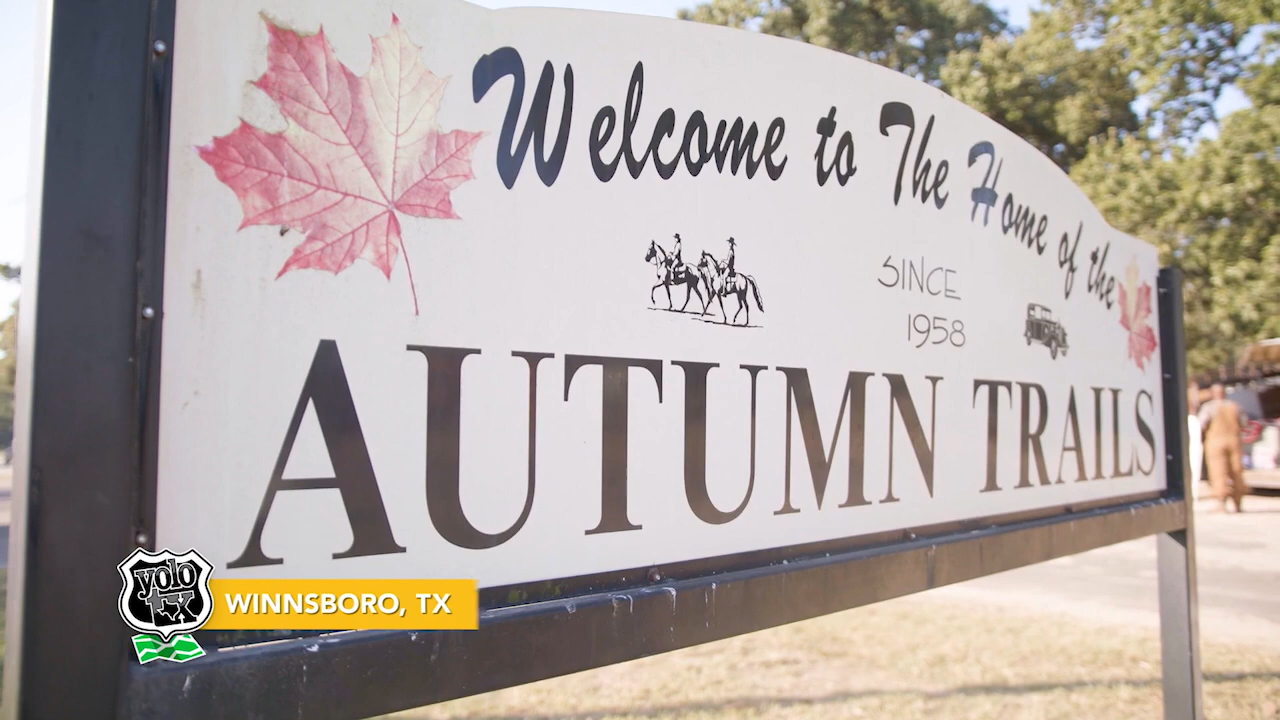 Welcome to The Home of the
SINCE
1958
AUTUMN TRAILS
yolo
TX
WINNSBORO, TX